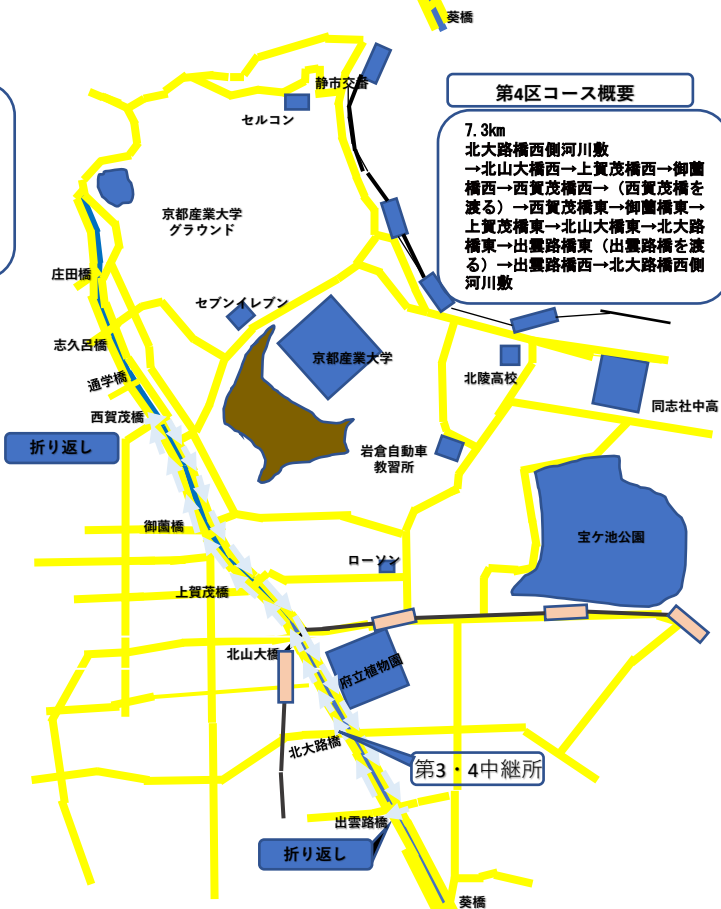 葵橋
静市交番
セルコン
第4区コース概要
7.3km
北大路橋西側河川敷
→北山大橋西→上賀茂橋西→御薗
橋西→西賀茂橋西→（西賀茂橋を
渡る）→西賀茂橋東→御薗橋東→
上賀茂橋東→北山大橋東→北大路
橋東→出雲路橋東（出雲路橋を渡
る）→出雲路橋西→北大路橋西側
河川敷
京都産業大学
グラウンド
庄田橋
セブンイレブン
志久呂橋
京都産業大学
通学橋
北陵高校
西賀茂橋
同志社中高
折り返し
岩倉自動車
教習所
御薗橋
宝ケ池公園
ローソン
上賀茂橋
北山大橋
府立植物園
北大路橋
第3・4中継所
出雲路橋
折り返し
葵橋